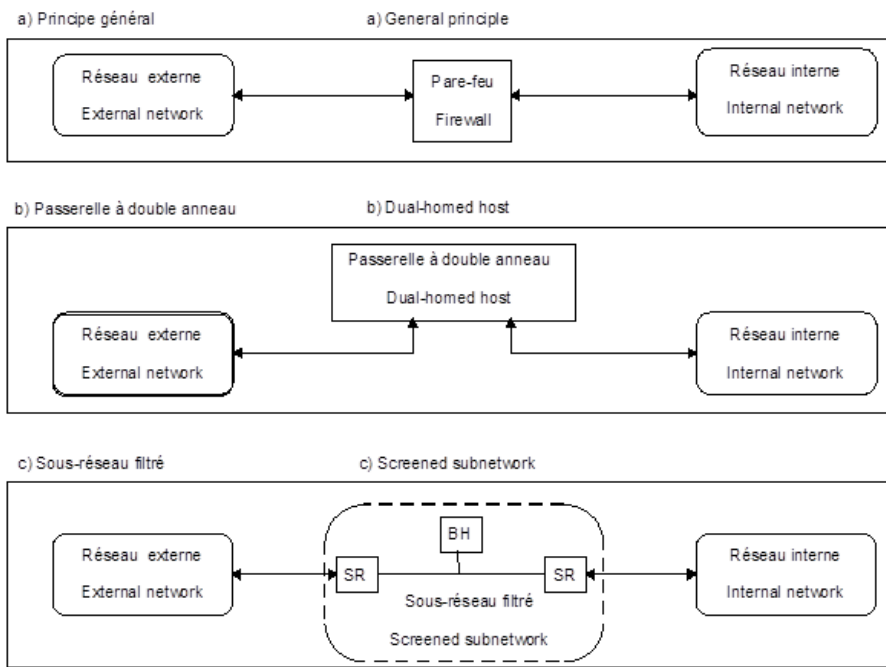 a) Principe général a) General principle
Réseau externe
External network
Pare-feu
Firewall
Réseau interne
Internal network
b) Passerelle à double anneau b) Dual-homed host
Passerelle à double anneau
Dual-homed host
Réseau externe
External network
Réseau interne
Internal network
c) Sous-réseau filtré c) Screened subnetwork
Réseau externe
External network
BH
SR
SR
Sous-réseau filtré
Screened subnetwork
Réseau interne
Internal network